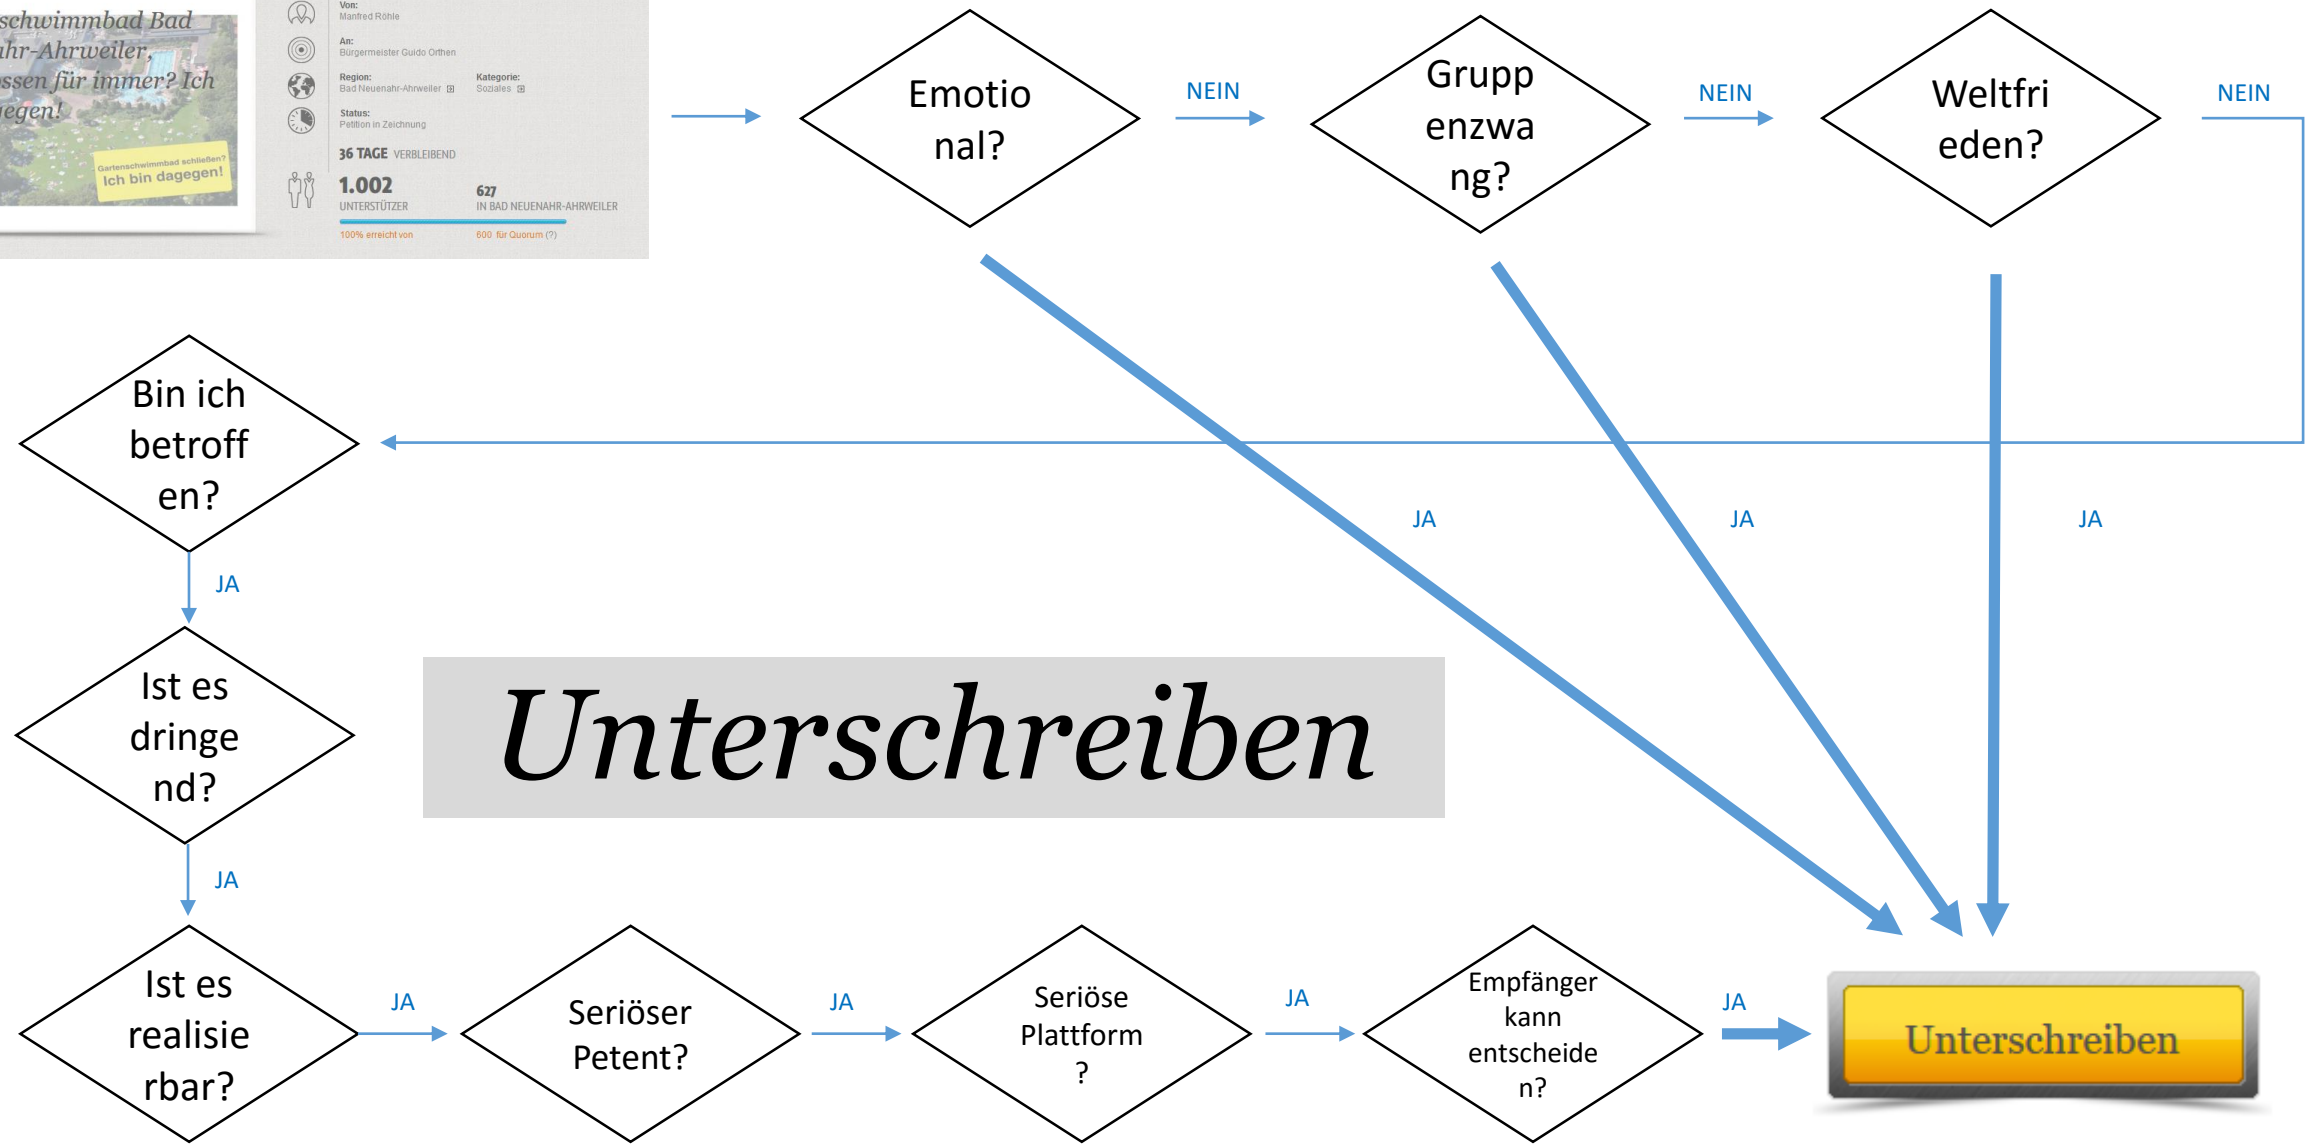 schwimmbad Bad
hr-Ahrweiler,
ssen für immer? Ich
egen!
Gartenschwimmbad schließen?
Ich bin dagegen!
Von:
Manfred Röhle
An:
Bürgermeister Guido Orthen
Region:
Bad Neuenahr-Ahrweiler
Kategorie:
Soziales
Status:
Petition in Zeichnung
36 TAGE VERBLEIBEND
1.002
UNTERSTÜTZER
627
IN BAD NEUENAHR-AHRWEILER
100% erreicht von
600 für Quorum (?)
Emotio
nal?
NEIN
Grupp
enzwa
ng?
NEIN
Weltfri
eden?
NEIN
Bin ich
betroff
en?
JA
JA
JA
JA
Ist es
dringe
nd?
Unterschreiben
JA
Ist es
realisie
rbar?
JA
Seriöser
Petent?
JA
Seriöse
Plattform
?
JA
Empfänger
kann
entscheide
n?
JA
Unterschreiben